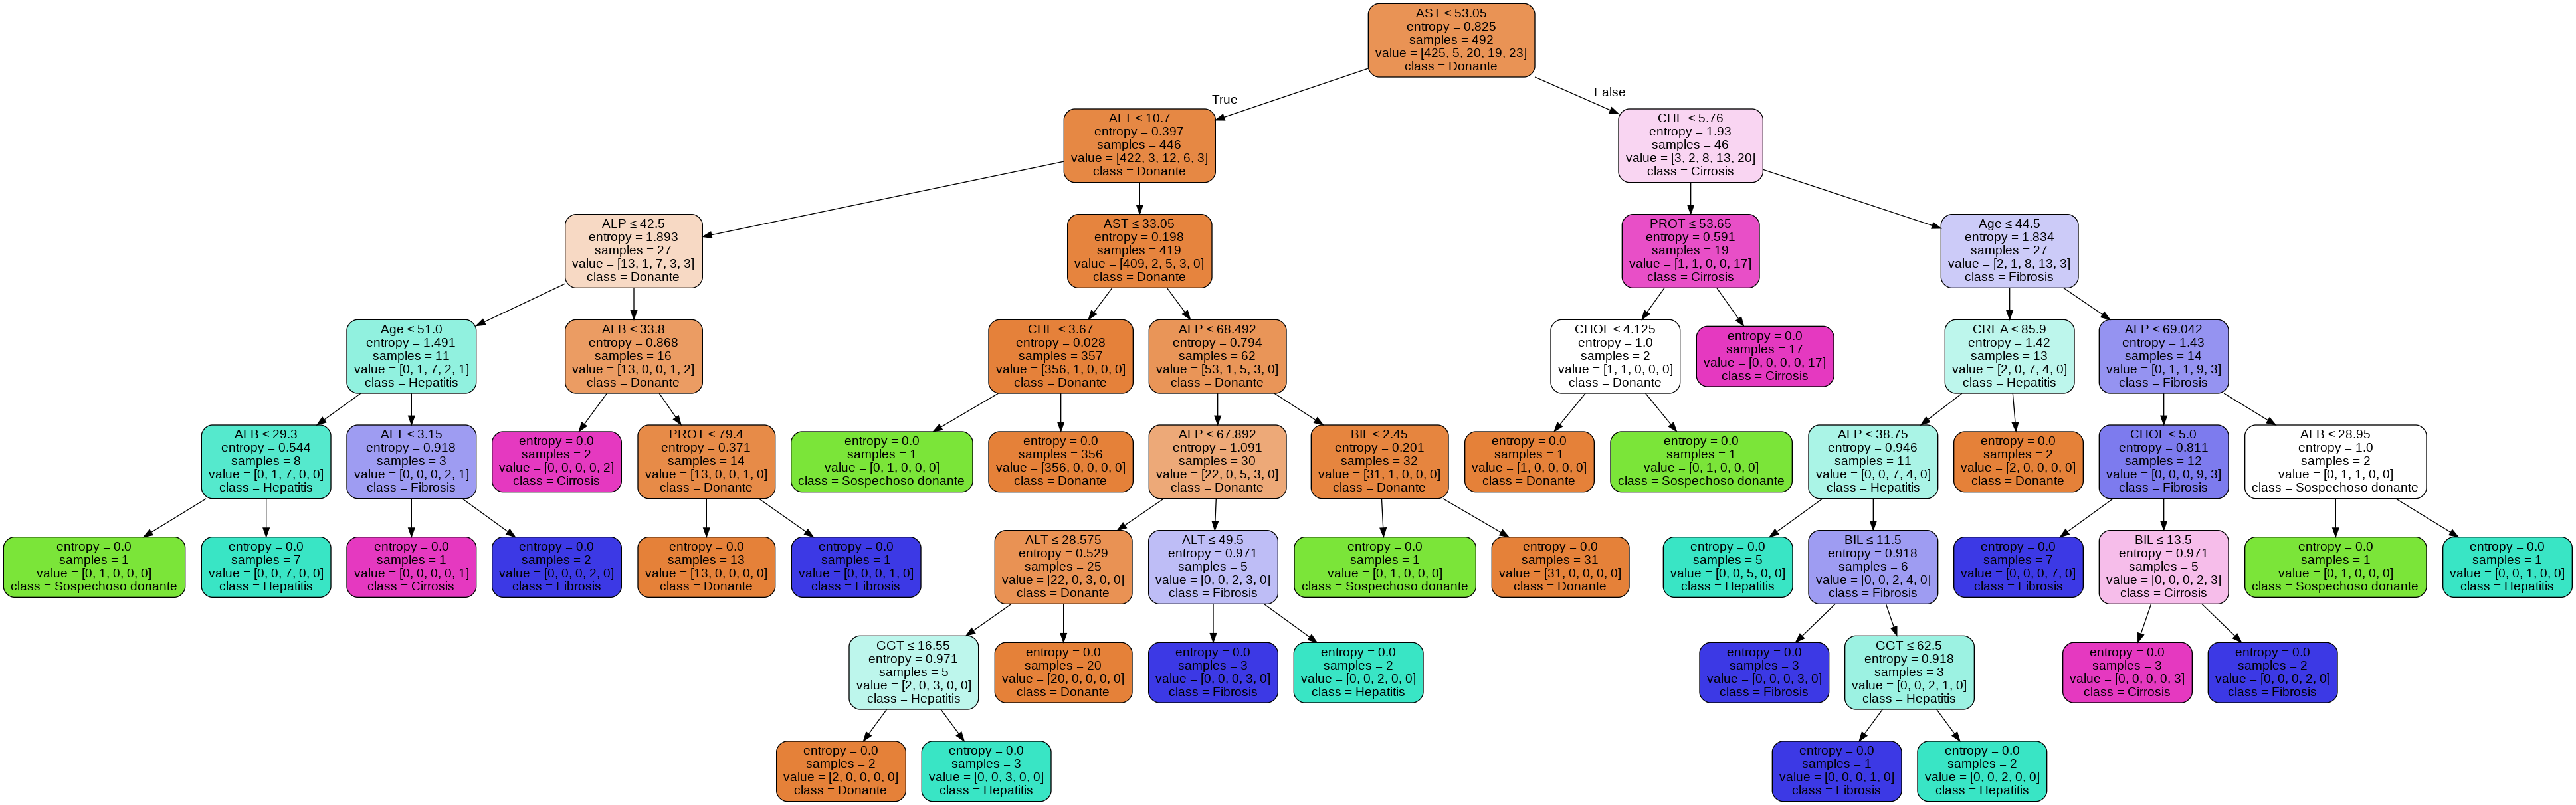 AST ≤ 53.05
entropy = 0.825
samples = 492
value = [425, 5, 20, 19, 23]
class = Donante
True
False
ALT ≤ 10.7
entropy = 0.397
samples = 446
value = [422, 3, 12, 6, 3]
class = Donante
CHE ≤ 5.76
entropy = 1.93
samples = 46
value = [3, 2, 8, 13, 20]
class = Cirrosis
ALP ≤ 42.5
entropy = 1.893
samples = 27
value = [13, 1, 7, 3, 3]
class = Donante
AST ≤ 33.05
entropy = 0.198
samples = 419
value = [409, 2, 5, 3, 0]
class = Donante
PROT ≤ 53.65
entropy = 0.591
samples = 19
value = [1, 1, 0, 0, 17]
class = Cirrosis
Age ≤ 44.5
entropy = 1.834
samples = 27
value = [2, 1, 8, 13, 3]
class = Fibrosis
Age ≤ 51.0
entropy = 1.491
samples = 11
value = [0, 1, 7, 2, 1]
class = Hepatitis
ALB ≤ 33.8
entropy = 0.868
samples = 16
value = [13, 0, 0, 1, 2]
class = Donante
CHE ≤ 3.67
entropy = 0.028
samples = 357
value = [356, 1, 0, 0, 0]
class = Donante
ALP ≤ 68.492
entropy = 0.794
samples = 62
value = [53, 1, 5, 3, 0]
class = Donante
CHOL ≤ 4.125
entropy = 1.0
samples = 2
value = [1, 1, 0, 0, 0]
class = Donante
entropy = 0.0
samples = 17
value = [0, 0, 0, 0, 17]
class = Cirrosis
CREA ≤ 85.9
entropy = 1.42
samples = 13
value = [2, 0, 7, 4, 0]
class = Hepatitis
ALP ≤ 69.042
entropy = 1.43
samples = 14
value = [0, 1, 1, 9, 3]
class = Fibrosis
ALB ≤ 29.3
entropy = 0.544
samples = 8
value = [0, 1, 7, 0, 0]
class = Hepatitis
ALT ≤ 3.15
entropy = 0.918
samples = 3
value = [0, 0, 0, 2, 1]
class = Fibrosis
entropy = 0.0
samples = 2
value = [0, 0, 0, 0, 2]
class = Cirrosis
PROT ≤ 79.4
entropy = 0.371
samples = 14
value = [13, 0, 0, 1, 0]
class = Donante
entropy = 0.0
samples = 1
value = [0, 1, 0, 0, 0]
class = Sospechoso donante
entropy = 0.0
samples = 356
value = [356, 0, 0, 0, 0]
class = Donante
ALP ≤ 67.892
entropy = 1.091
samples = 30
value = [22, 0, 5, 3, 0]
class = Donante
BIL ≤ 2.45
entropy = 0.201
samples = 32
value = [31, 1, 0, 0, 0]
class = Donante
entropy = 0.0
samples = 1
value = [1, 0, 0, 0, 0]
class = Donante
entropy = 0.0
samples = 1
value = [0, 1, 0, 0, 0]
class = Sospechoso donante
ALP ≤ 38.75
entropy = 0.946
samples = 11
value = [0, 0, 7, 4, 0]
class = Hepatitis
entropy = 0.0
samples = 2
value = [2, 0, 0, 0, 0]
class = Donante
CHOL ≤ 5.0
entropy = 0.811
samples = 12
value = [0, 0, 0, 9, 3]
class = Fibrosis
ALB ≤ 28.95
entropy = 1.0
samples = 2
value = [0, 1, 1, 0, 0]
class = Sospechoso donante
entropy = 0.0
samples = 1
value = [0, 1, 0, 0, 0]
class = Sospechoso donante
entropy = 0.0
samples = 7
value = [0, 0, 7, 0, 0]
class = Hepatitis
entropy = 0.0
samples = 1
value = [0, 0, 0, 0, 1]
class = Cirrosis
entropy = 0.0
samples = 2
value = [0, 0, 0, 2, 0]
class = Fibrosis
entropy = 0.0
samples = 13
value = [13, 0, 0, 0, 0]
class = Donante
entropy = 0.0
samples = 1
value = [0, 0, 0, 1, 0]
class = Fibrosis
ALT ≤ 28.575
entropy = 0.529
samples = 25
value = [22, 0, 3, 0, 0]
class = Donante
ALT ≤ 49.5
entropy = 0.971
samples = 5
value = [0, 0, 2, 3, 0]
class = Fibrosis
entropy = 0.0
samples = 1
value = [0, 1, 0, 0, 0]
class = Sospechoso donante
entropy = 0.0
samples = 31
value = [31, 0, 0, 0, 0]
class = Donante
entropy = 0.0
samples = 5
value = [0, 0, 5, 0, 0]
class = Hepatitis
BIL ≤ 11.5
entropy = 0.918
samples = 6
value = [0, 0, 2, 4, 0]
class = Fibrosis
entropy = 0.0
samples = 7
value = [0, 0, 0, 7, 0]
class = Fibrosis
BIL ≤ 13.5
entropy = 0.971
samples = 5
value = [0, 0, 0, 2, 3]
class = Cirrosis
entropy = 0.0
samples = 1
value = [0, 1, 0, 0, 0]
class = Sospechoso donante
entropy = 0.0
samples = 1
value = [0, 0, 1, 0, 0]
class = Hepatitis
GGT ≤ 16.55
entropy = 0.971
samples = 5
value = [2, 0, 3, 0, 0]
class = Hepatitis
entropy = 0.0
samples = 20
value = [20, 0, 0, 0, 0]
class = Donante
entropy = 0.0
samples = 3
value = [0, 0, 0, 3, 0]
class = Fibrosis
entropy = 0.0
samples = 2
value = [0, 0, 2, 0, 0]
class = Hepatitis
entropy = 0.0
samples = 3
value = [0, 0, 0, 3, 0]
class = Fibrosis
GGT ≤ 62.5
entropy = 0.918
samples = 3
value = [0, 0, 2, 1, 0]
class = Hepatitis
entropy = 0.0
samples = 3
value = [0, 0, 0, 0, 3]
class = Cirrosis
entropy = 0.0
samples = 2
value = [0, 0, 0, 2, 0]
class = Fibrosis
entropy = 0.0
samples = 2
value = [2, 0, 0, 0, 0]
class = Donante
entropy = 0.0
samples = 3
value = [0, 0, 3, 0, 0]
class = Hepatitis
entropy = 0.0
samples = 1
value = [0, 0, 0, 1, 0]
class = Fibrosis
entropy = 0.0
samples = 2
value = [0, 0, 2, 0, 0]
class = Hepatitis